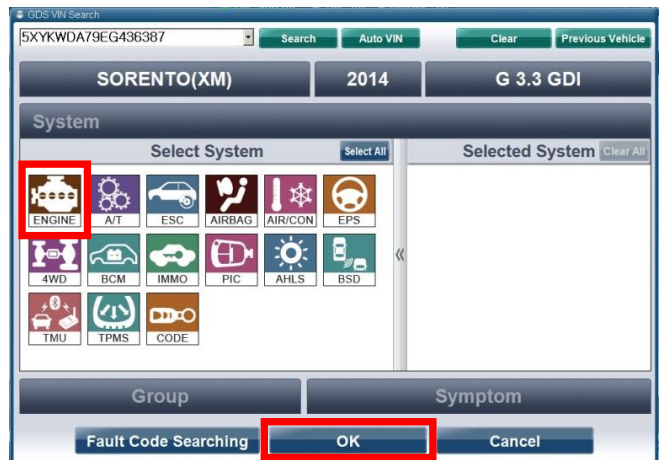 GDS VIN Search
5XYKWDA79EG436387 Search Auto VIN Clear Previous Vehicle
SORENTO(XM) 2014 G 3.3 GDI
System
Select System Select All Selected System Clear All
ENGINE A/T ESC AIRBAG AIR/CON EPS
4WD BCM IMMO PIC AHLS BSD
TMU TPMS CODE
Group Symptom
Fault Code Searching OK Cancel